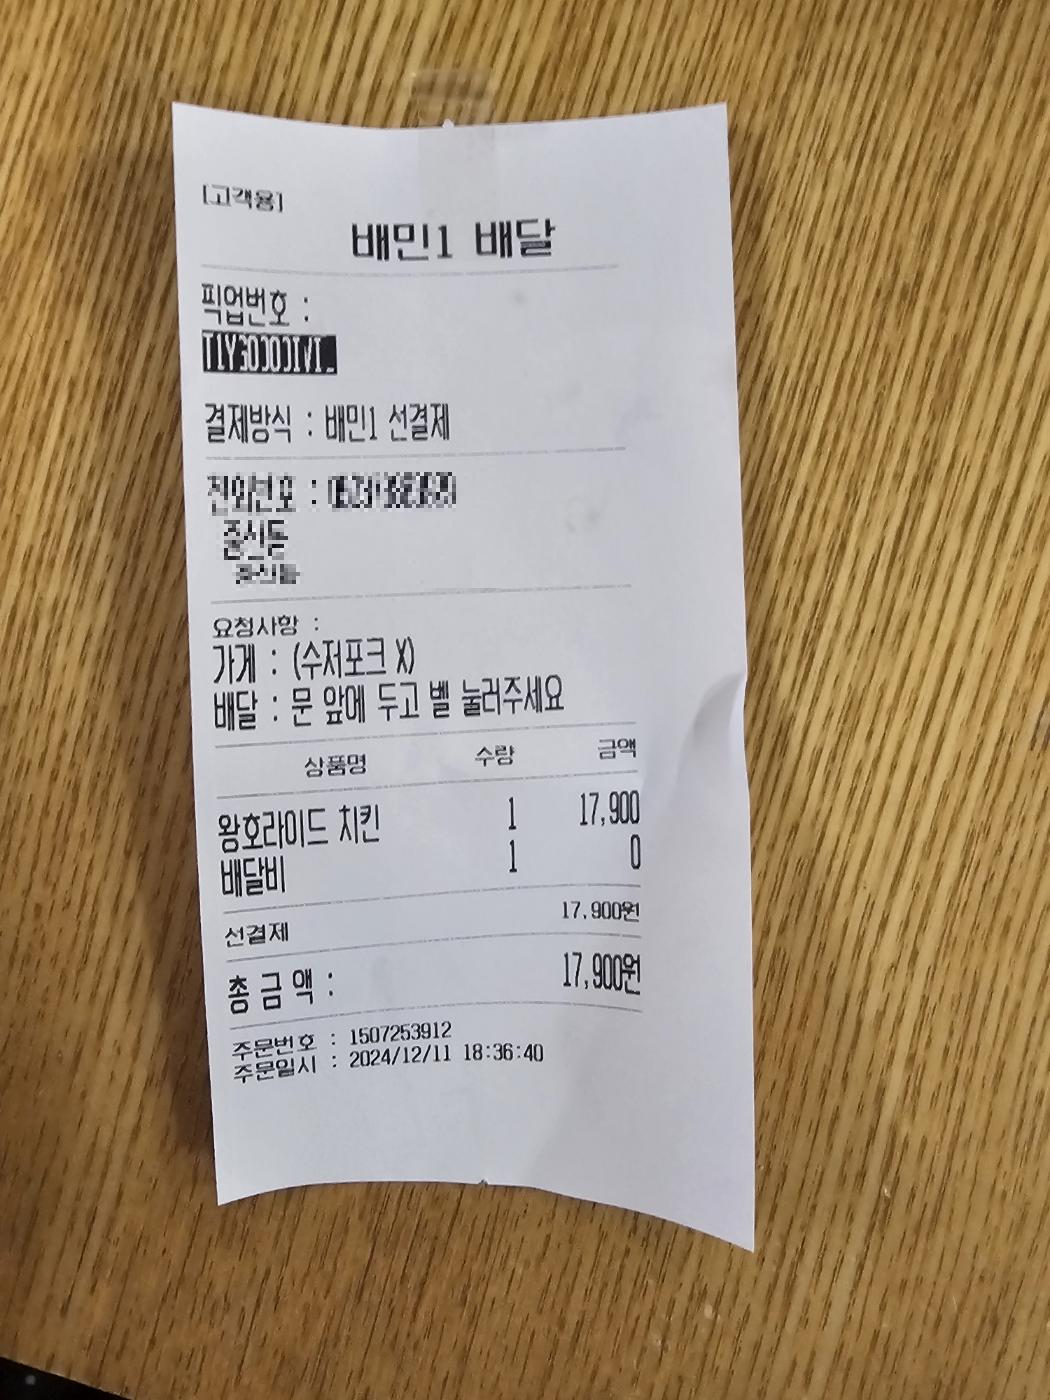 [고객용]
배민1 배달
픽업번호 :
결제방식 : 배민1 선결제
전화번호 :
요청사항 :
가게 : (수저포크 X)
배달 : 문 앞에 두고 벨 눌러주세요
상품명 수량 금액
왕호라이드 치킨 1 17,900
배달비 1 0
선결제 17,900원
총 금 액 : 17,900원
주문번호 : 1507253912
주문일시 : 2024/12/11 18:36:40